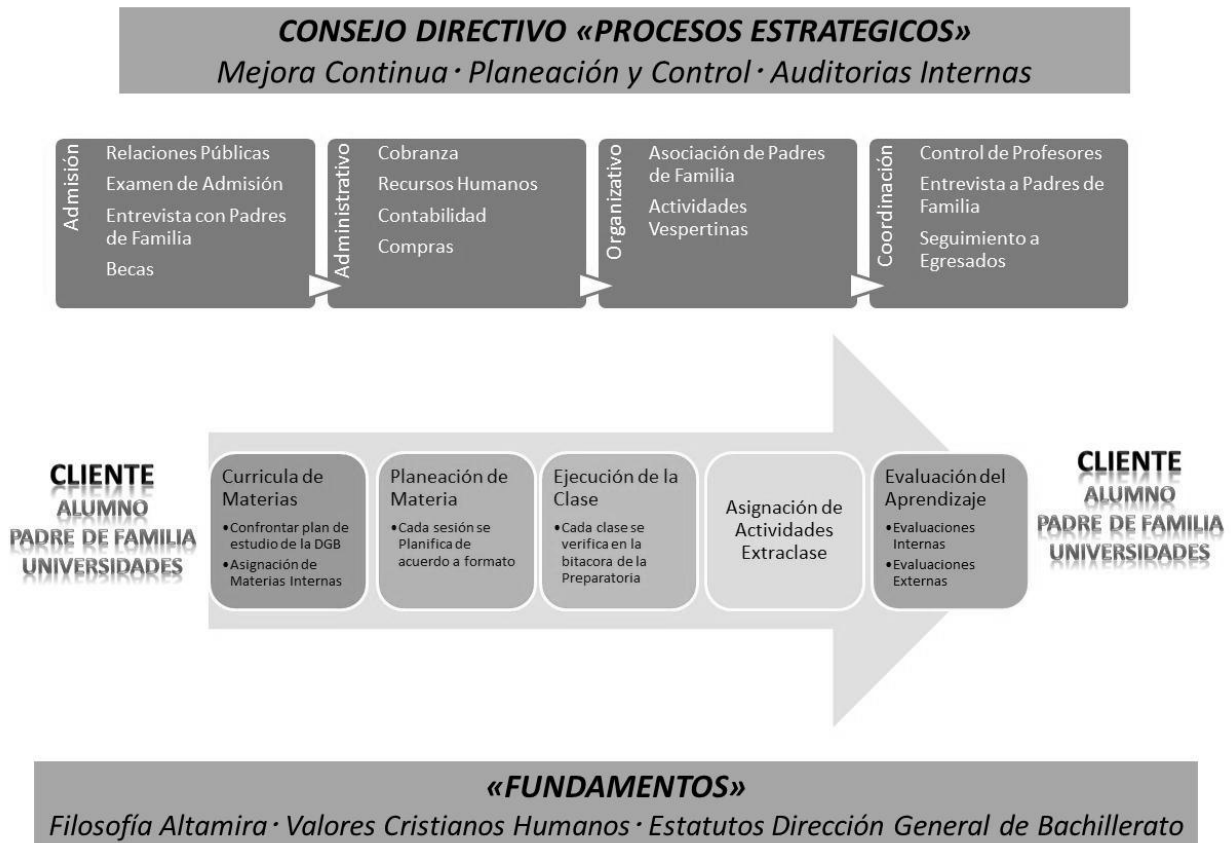 CONSEJO DIRECTIVO «PROCESOS ESTRATEGICOS»
Mejora Continua · Planeación y Control · Auditorias Internas
Admisión
Relaciones Públicas
Examen de Admisión
Entrevista con Padres
de Familia
Becas
Administrativo
Cobranza
Recursos Humanos
Contabilidad
Compras
Organizativo
Asociación de Padres
de Familia
Actividades
Vespertinas
Coordinación
Control de Profesores
Entrevista a Padres de
Familia
Seguimiento a
Egresados
CLIENTE
ALUMNO
PADRE DE FAMILIA
UNIVERSIDADES
Curricula de
Materias
•Confrontar plan de
estudio de la DGB
•Asignación de
Materias Internas
Planeación de
Materia
•Cada sesión se
Planifica de
acuerdo a formato
Ejecución de la
Clase
•Cada clase se
verifica en la
bitacora de la
Preparatoria
Asignación de
Actividades
Extraclase
Evaluación del
Aprendizaje
•Evaluaciones
Internas
•Evaluaciones
Externas
CLIENTE
ALUMNO
PADRE DE FAMILIA
UNIVERSIDADES
«FUNDAMENTOS»
Filosofía Altamira · Valores Cristianos Humanos · Estatutos Dirección General de Bachillerato